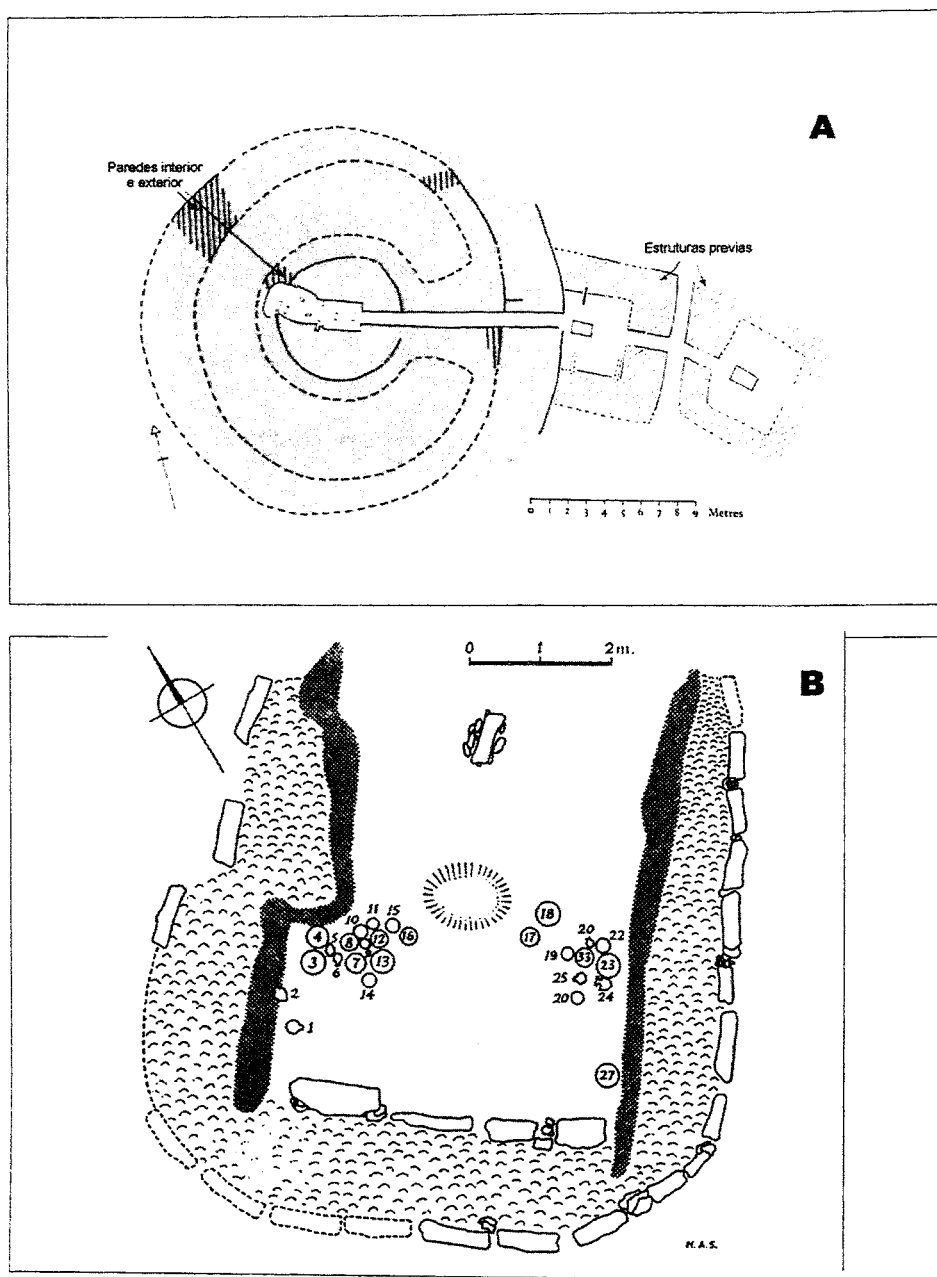 A
Paredes interior
e exterior
Estruturas previas
0 1 2 3 4 5 6 7 8 9 Metres
0 1 2 m.
B
11 15
10
4 5 8 12 16
3 6 7 13
14
2
1
18
17 20 22
19 33 23
25 24
20
27
M.A.S.